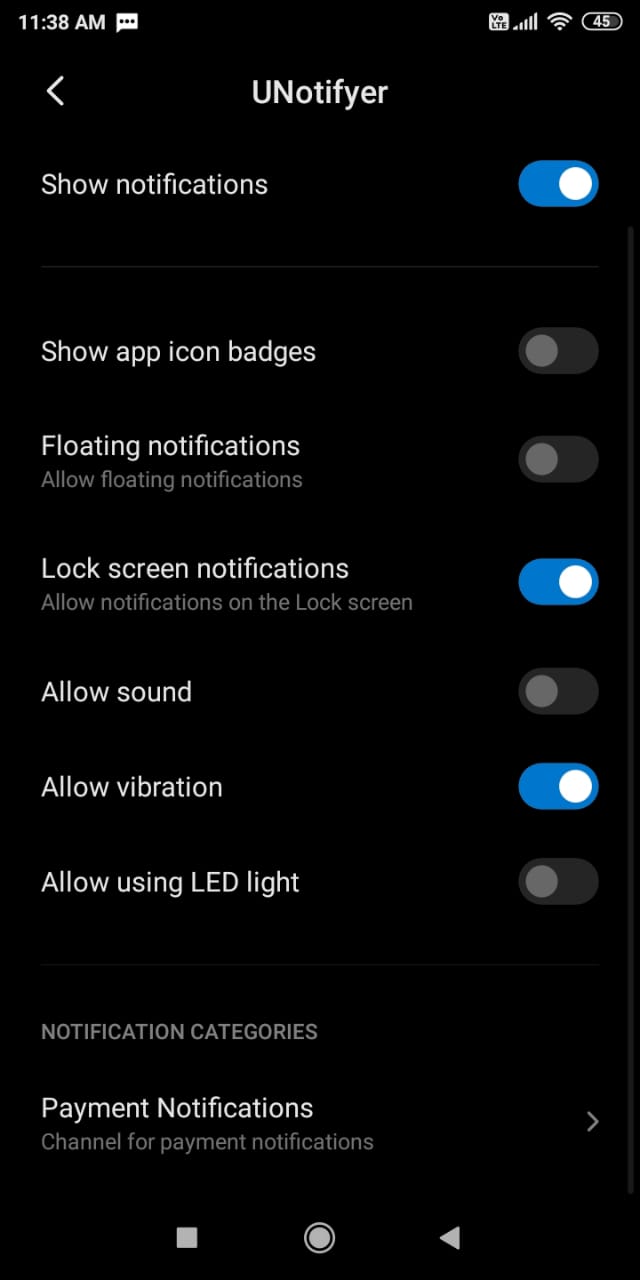 11:38 AM
Vo
LTE
45
UNotifyer
Show notifications
Show app icon badges
Floating notifications
Allow floating notifications
Lock screen notifications
Allow notifications on the Lock screen
Allow sound
Allow vibration
Allow using LED light
NOTIFICATION CATEGORIES
Payment Notifications
Channel for payment notifications